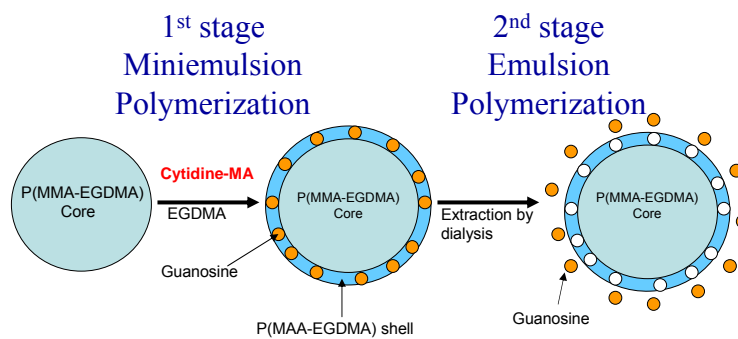 1st stage
Miniemulsion
Polymerization
2nd stage
Emulsion
Polymerization
P(MMA-EGDMA)
Core
Cytidine-MA
EGDMA
P(MMA-EGDMA)
Core
Extraction by
dialysis
P(MMA-EGDMA)
Core
Guanosine
P(MAA-EGDMA) shell
Guanosine